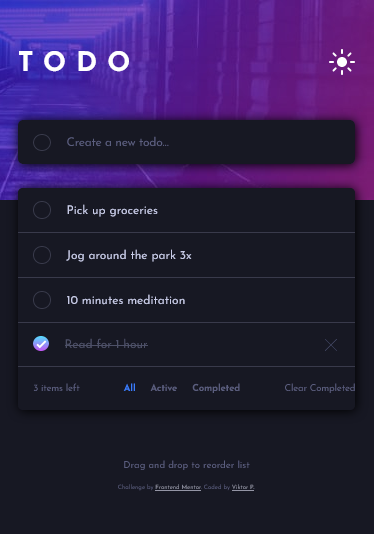 TODO
Create a new todo...
Pick up groceries
Jog around the park 3x
10 minutes meditation
Read for 1 hour
3 items left All Active Completed Clear Completed
Drag and drop to reorder list
Challenge by Frontend Mentor Coded by Viktor P.